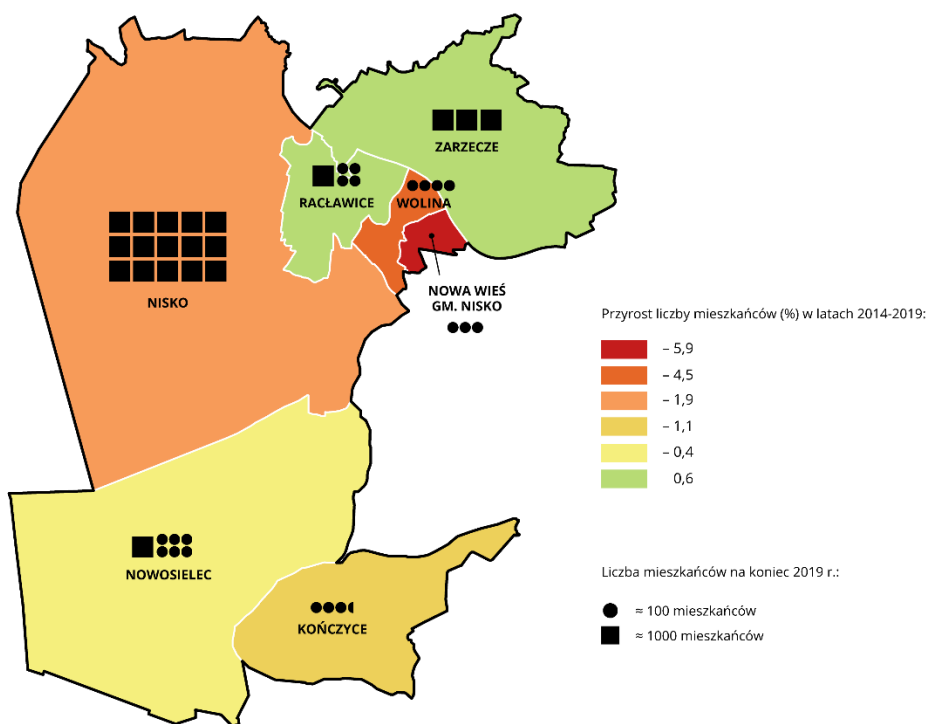 ZARZECZE
RACŁAWICE
WOLINA
NISKO
NOWA WIEŚ
GM. NISKO
Przyrost liczby mieszkańców (%) w latach 2014-2019:
– 5,9
– 4,5
– 1,9
– 1,1
– 0,4
0,6
NOWOSIELEC
KOŃCZYCE
Liczba mieszkańców na koniec 2019 r.:
≈ 100 mieszkańców
≈ 1000 mieszkańców